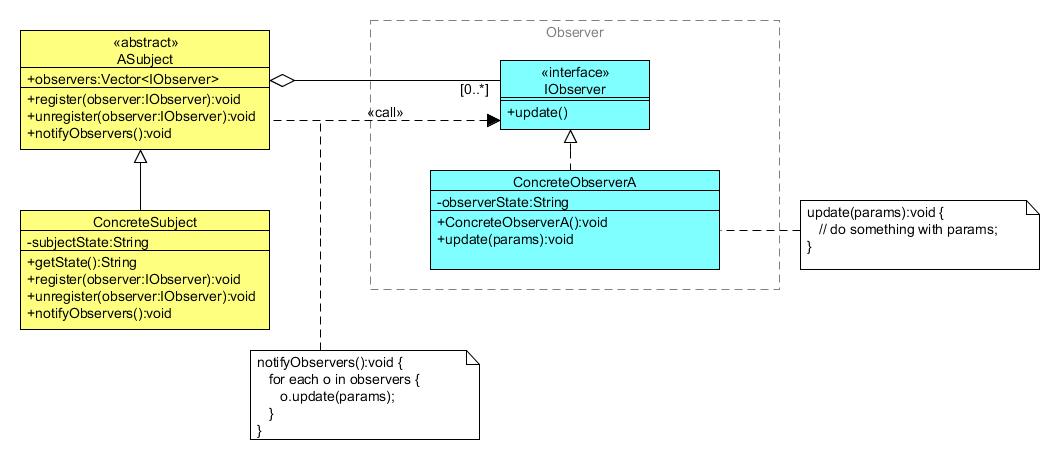 «abstract»
ASubject
+observers:Vector<IObserver>
+register(observer:IObserver):void
+unregister(observer:IObserver):void
+notifyObservers():void
Observer
[0..*]
«call»
«interface»
IObserver
+update()
ConcreteSubject
-subjectState:String
+getState():String
+register(observer:IObserver):void
+unregister(observer:IObserver):void
+notifyObservers():void
ConcreteObserverA
-observerState:String
+ConcreteObserverA():void
+update(params):void
update(params):void {
// do something with params;
}
notifyObservers():void {
for each o in observers {
o.update(params);
}
}